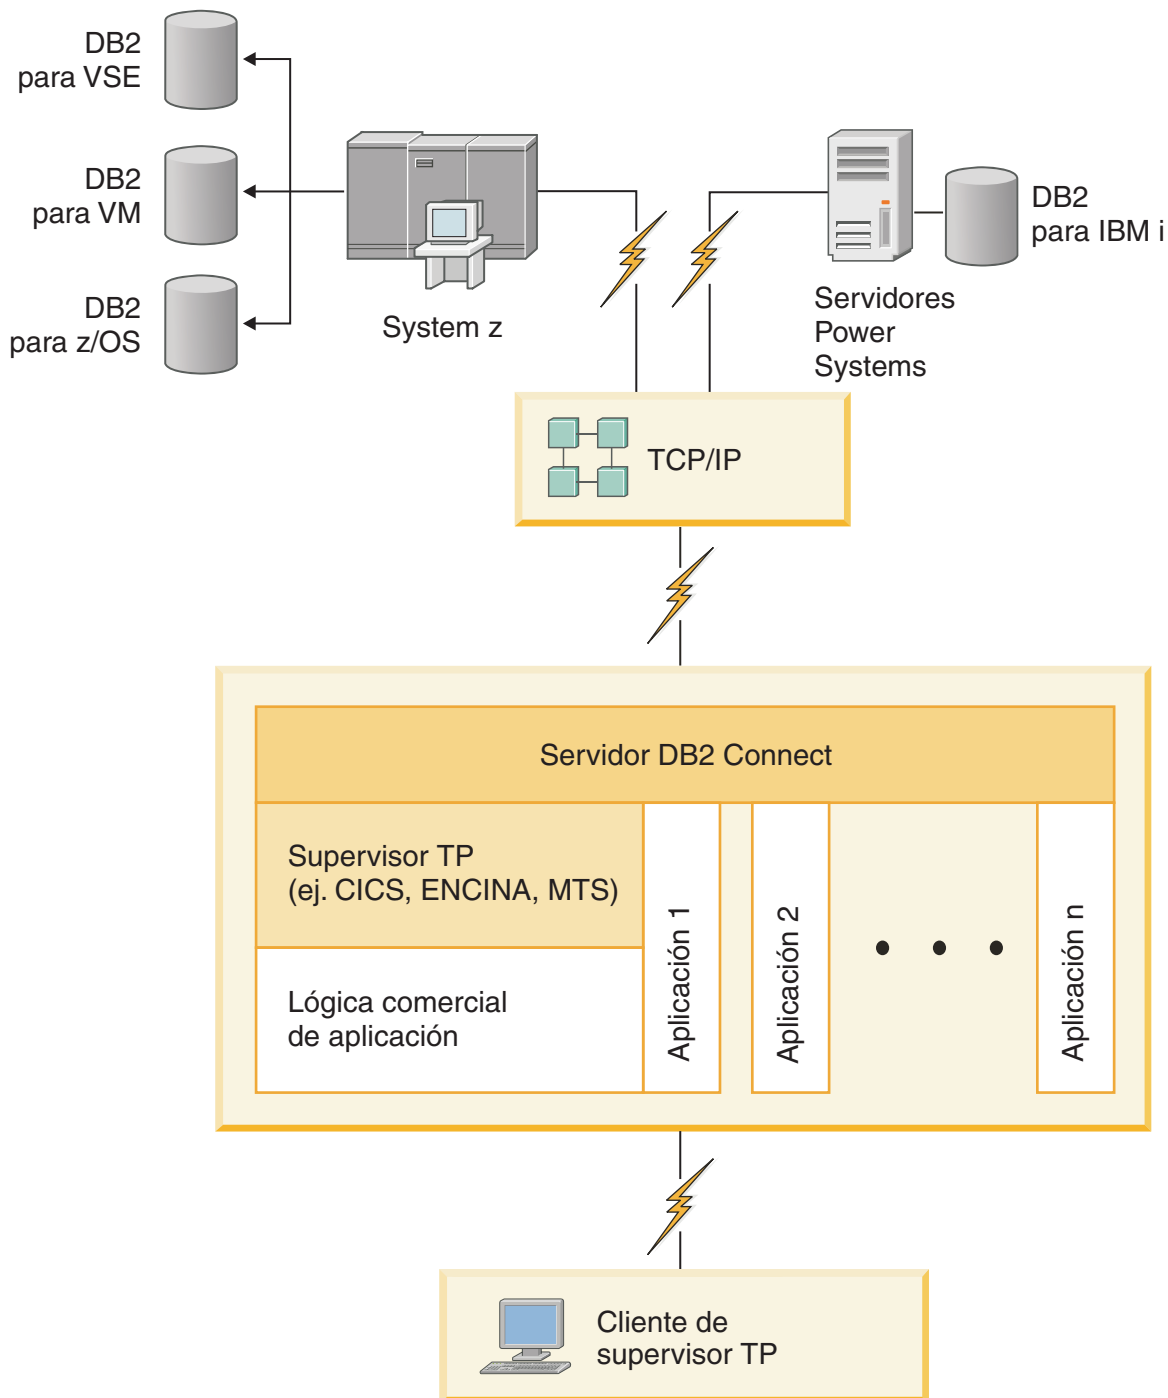 DB2
para VSE
DB2
para VM
DB2
para z/OS
System z
Servidores
Power
Systems
DB2
para IBM i
TCP/IP
Servidor DB2 Connect
Supervisor TP
(ej. CICS, ENCINA, MTS)
Lógica comercial
de aplicación
Aplicación 1
Aplicación 2
Aplicación n
Cliente de
supervisor TP